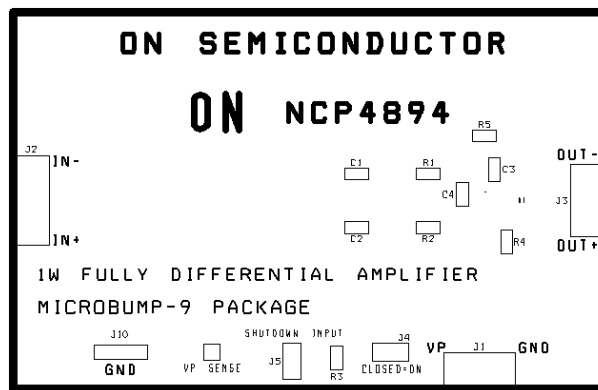 ON SEMICONDUCTOR
ON NCP4894
R5
J2
IN-
C1
R1
C3
OUT-
C4
J3
IN+
C2
R2
R4
OUT+
1W FULLY DIFFERENTIAL AMPLIFIER
MICROBUMP-9 PACKAGE
SHUTDOWN INPUT
J10
J4
VP
J1
GND
GND
VP SENSE
J5
R3
CLOSED=ON